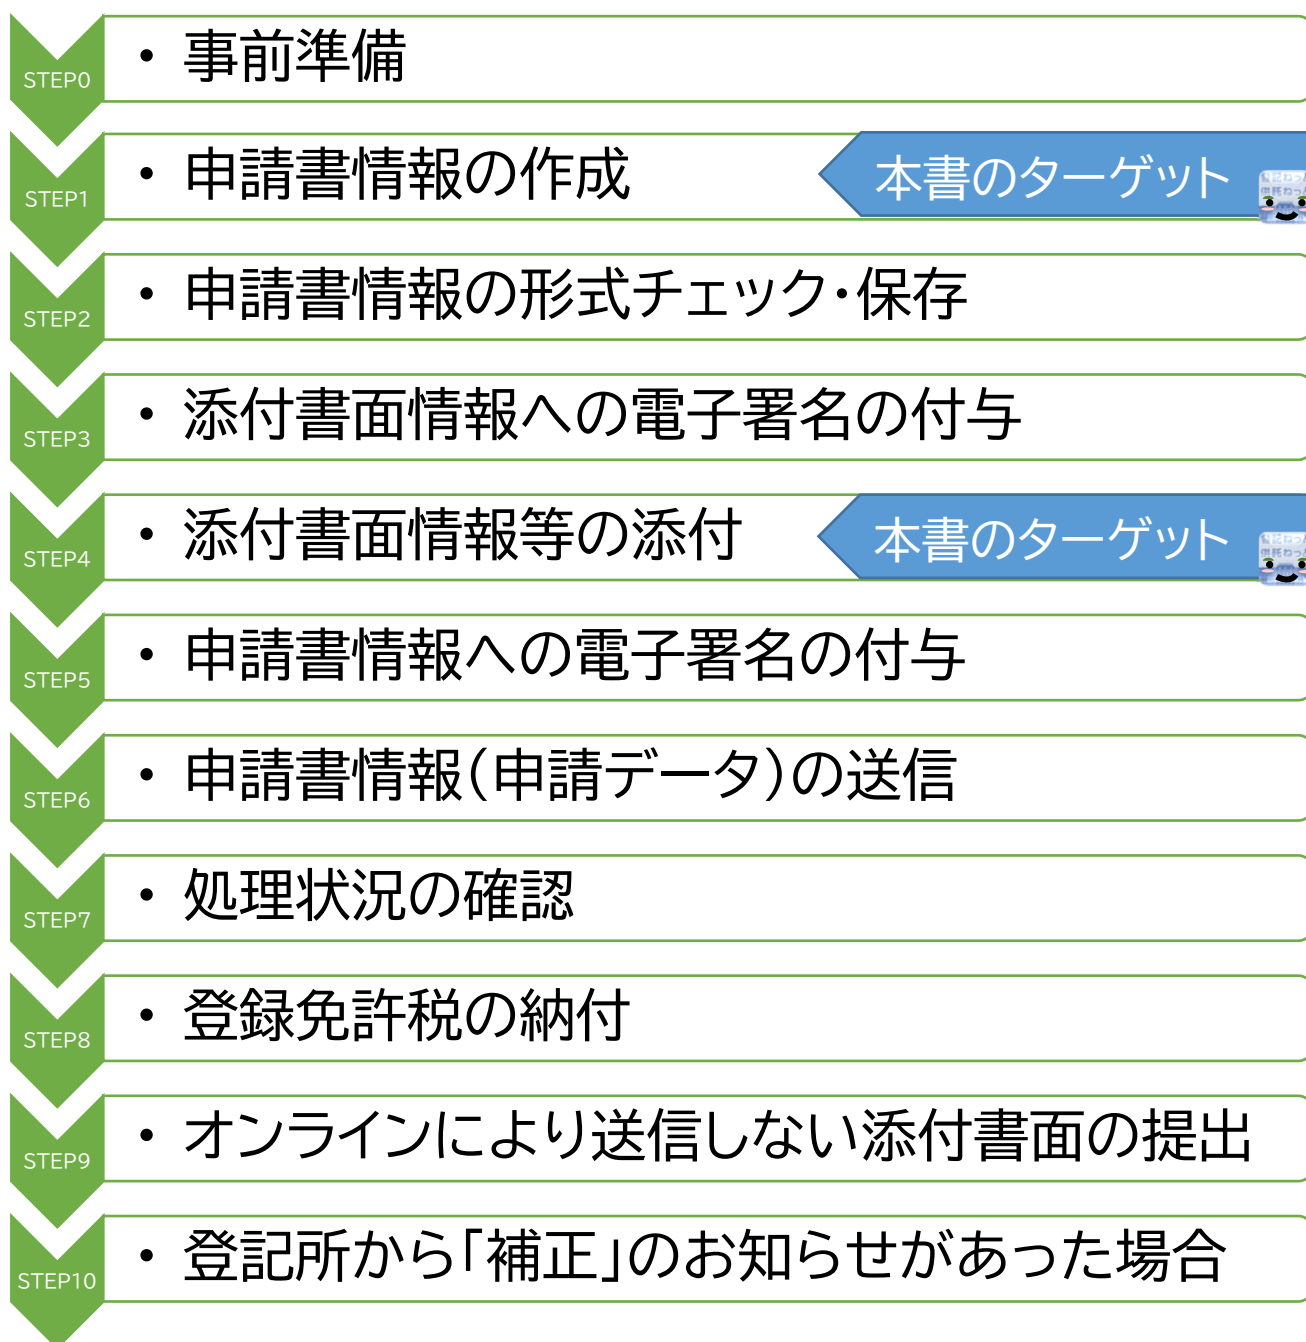 STEP0
・ 事前準備
STEP1
・ 申請書情報の作成
本書のターゲット
STEP2
・ 申請書情報の形式チェック・保存
STEP3
・ 添付書面情報への電子署名の付与
STEP4
・ 添付書面情報等の添付
本書のターゲット
STEP5
・ 申請書情報への電子署名の付与
STEP6
・ 申請書情報(申請データ)の送信
STEP7
・ 処理状況の確認
STEP8
・ 登録免許税の納付
STEP9
・ オンラインにより送信しない添付書面の提出
STEP10
・ 登記所から「補正」のお知らせがあった場合